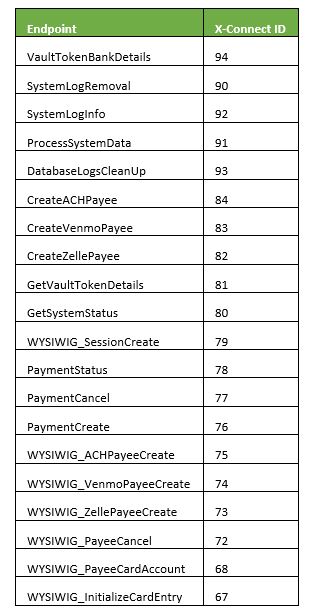 Endpoint X-Connect ID
VaultTokenBankDetails 94
SystemLogRemoval 90
SystemLogInfo 92
ProcessSystemData 91
DatabaseLogsCleanUp 93
CreateACHPayee 84
CreateVenmoPayee 83
CreateZellePayee 82
GetVaultTokenDetails 81
GetSystemStatus 80
WYSIWIG_SessionCreate 79
PaymentStatus 78
PaymentCancel 77
PaymentCreate 76
WYSIWIG_ACHPayeeCreate 75
WYSIWIG_VenmoPayeeCreate 74
WYSIWIG_ZellePayeeCreate 73
WYSIWIG_PayeeCancel 72
WYSIWIG_PayeeCardAccount 68
WYSIWIG_InitializeCardEntry 67